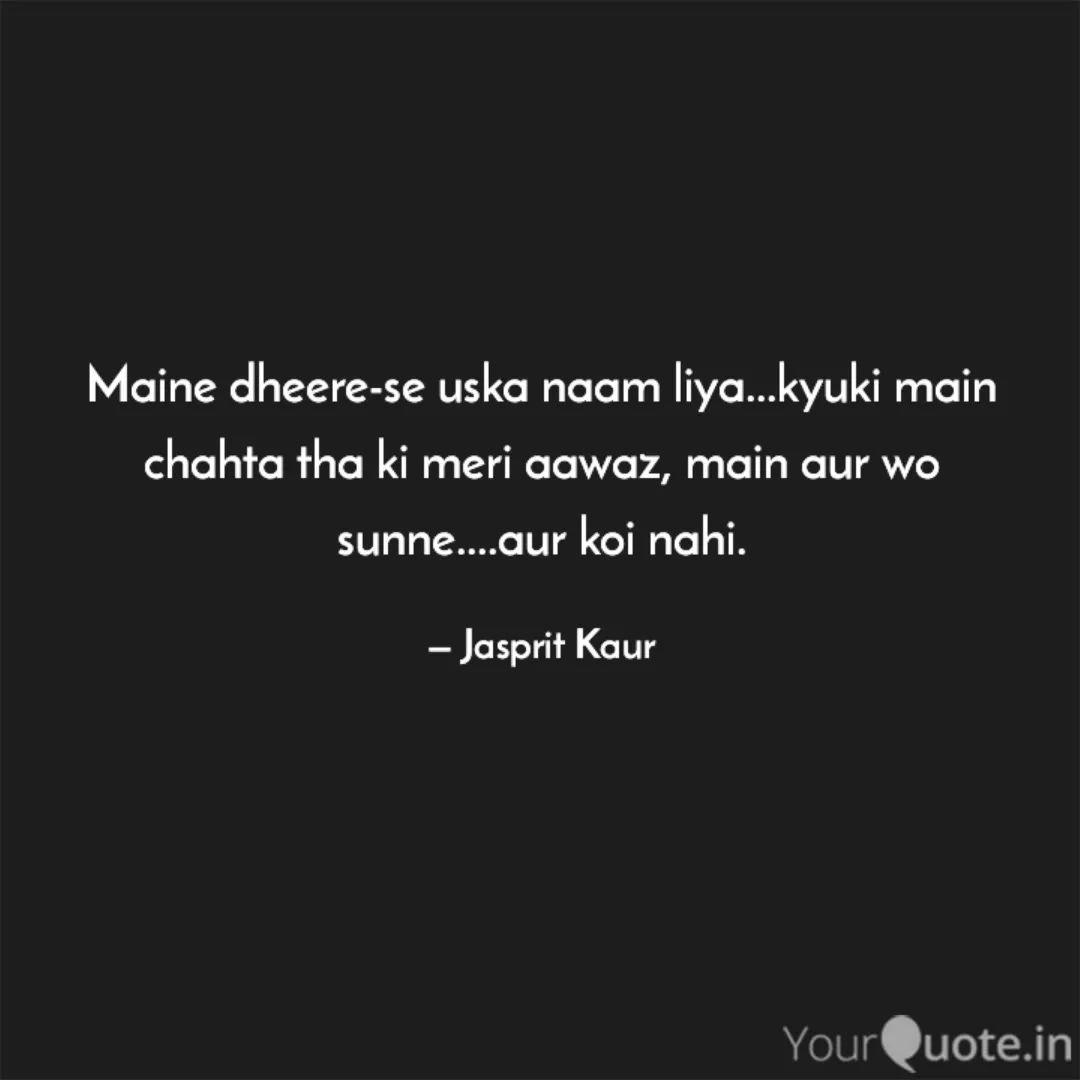 Maine dheere-se uska naam liya...kyuki main
chahta tha ki meri aawaz, main aur wo
sunne....aur koi nahi.
– Jasprit Kaur
YourQuote.in